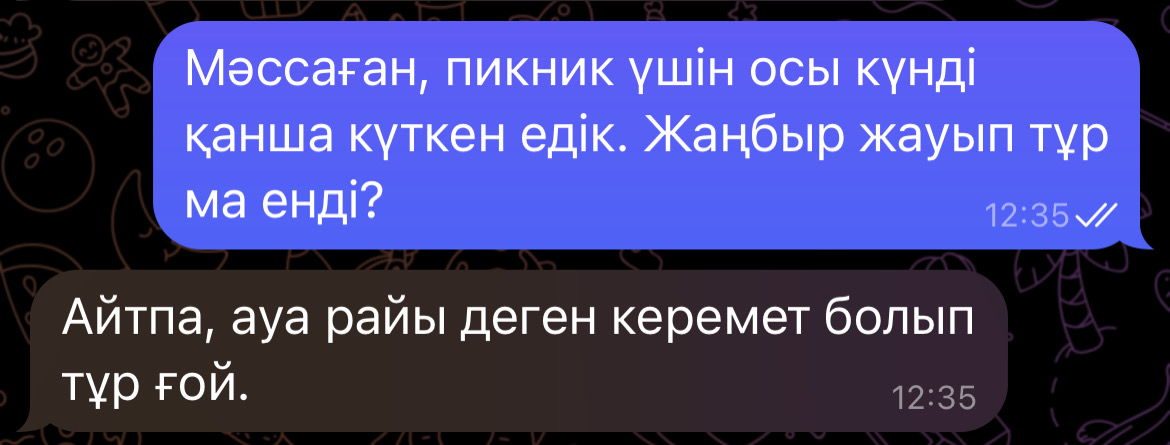 Мәссаған, пикник үшін осы күнді
қанша күткен едік. Жаңбыр жауып тұр
ма енді?
12:35
Айтпа, ауа райы деген керемет болып
тұр ғой.
12:35